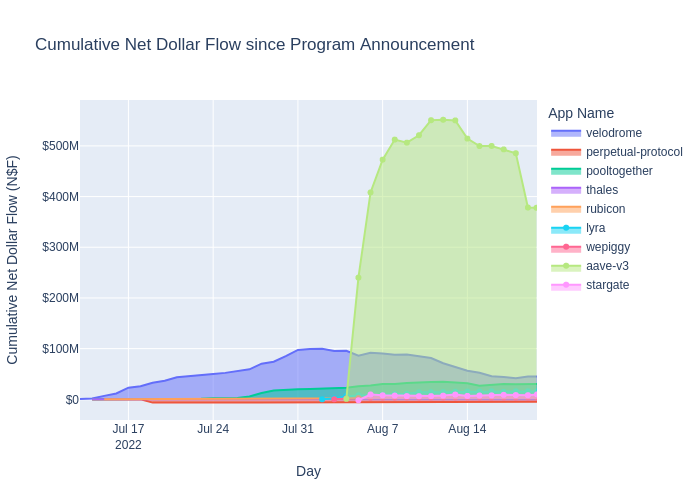 Cumulative Net Dollar Flow since Program Announcement
Cumulative Net Dollar Flow (N$F)
$500M
$400M
$300M
$200M
$100M
$0
Jul 17
2022
Jul 24
Jul 31
Aug 7
Aug 14
Day
App Name
velodrome
perpetual-protocol
pooltogether
thales
rubicon
lyra
wepiggy
aave-v3
stargate